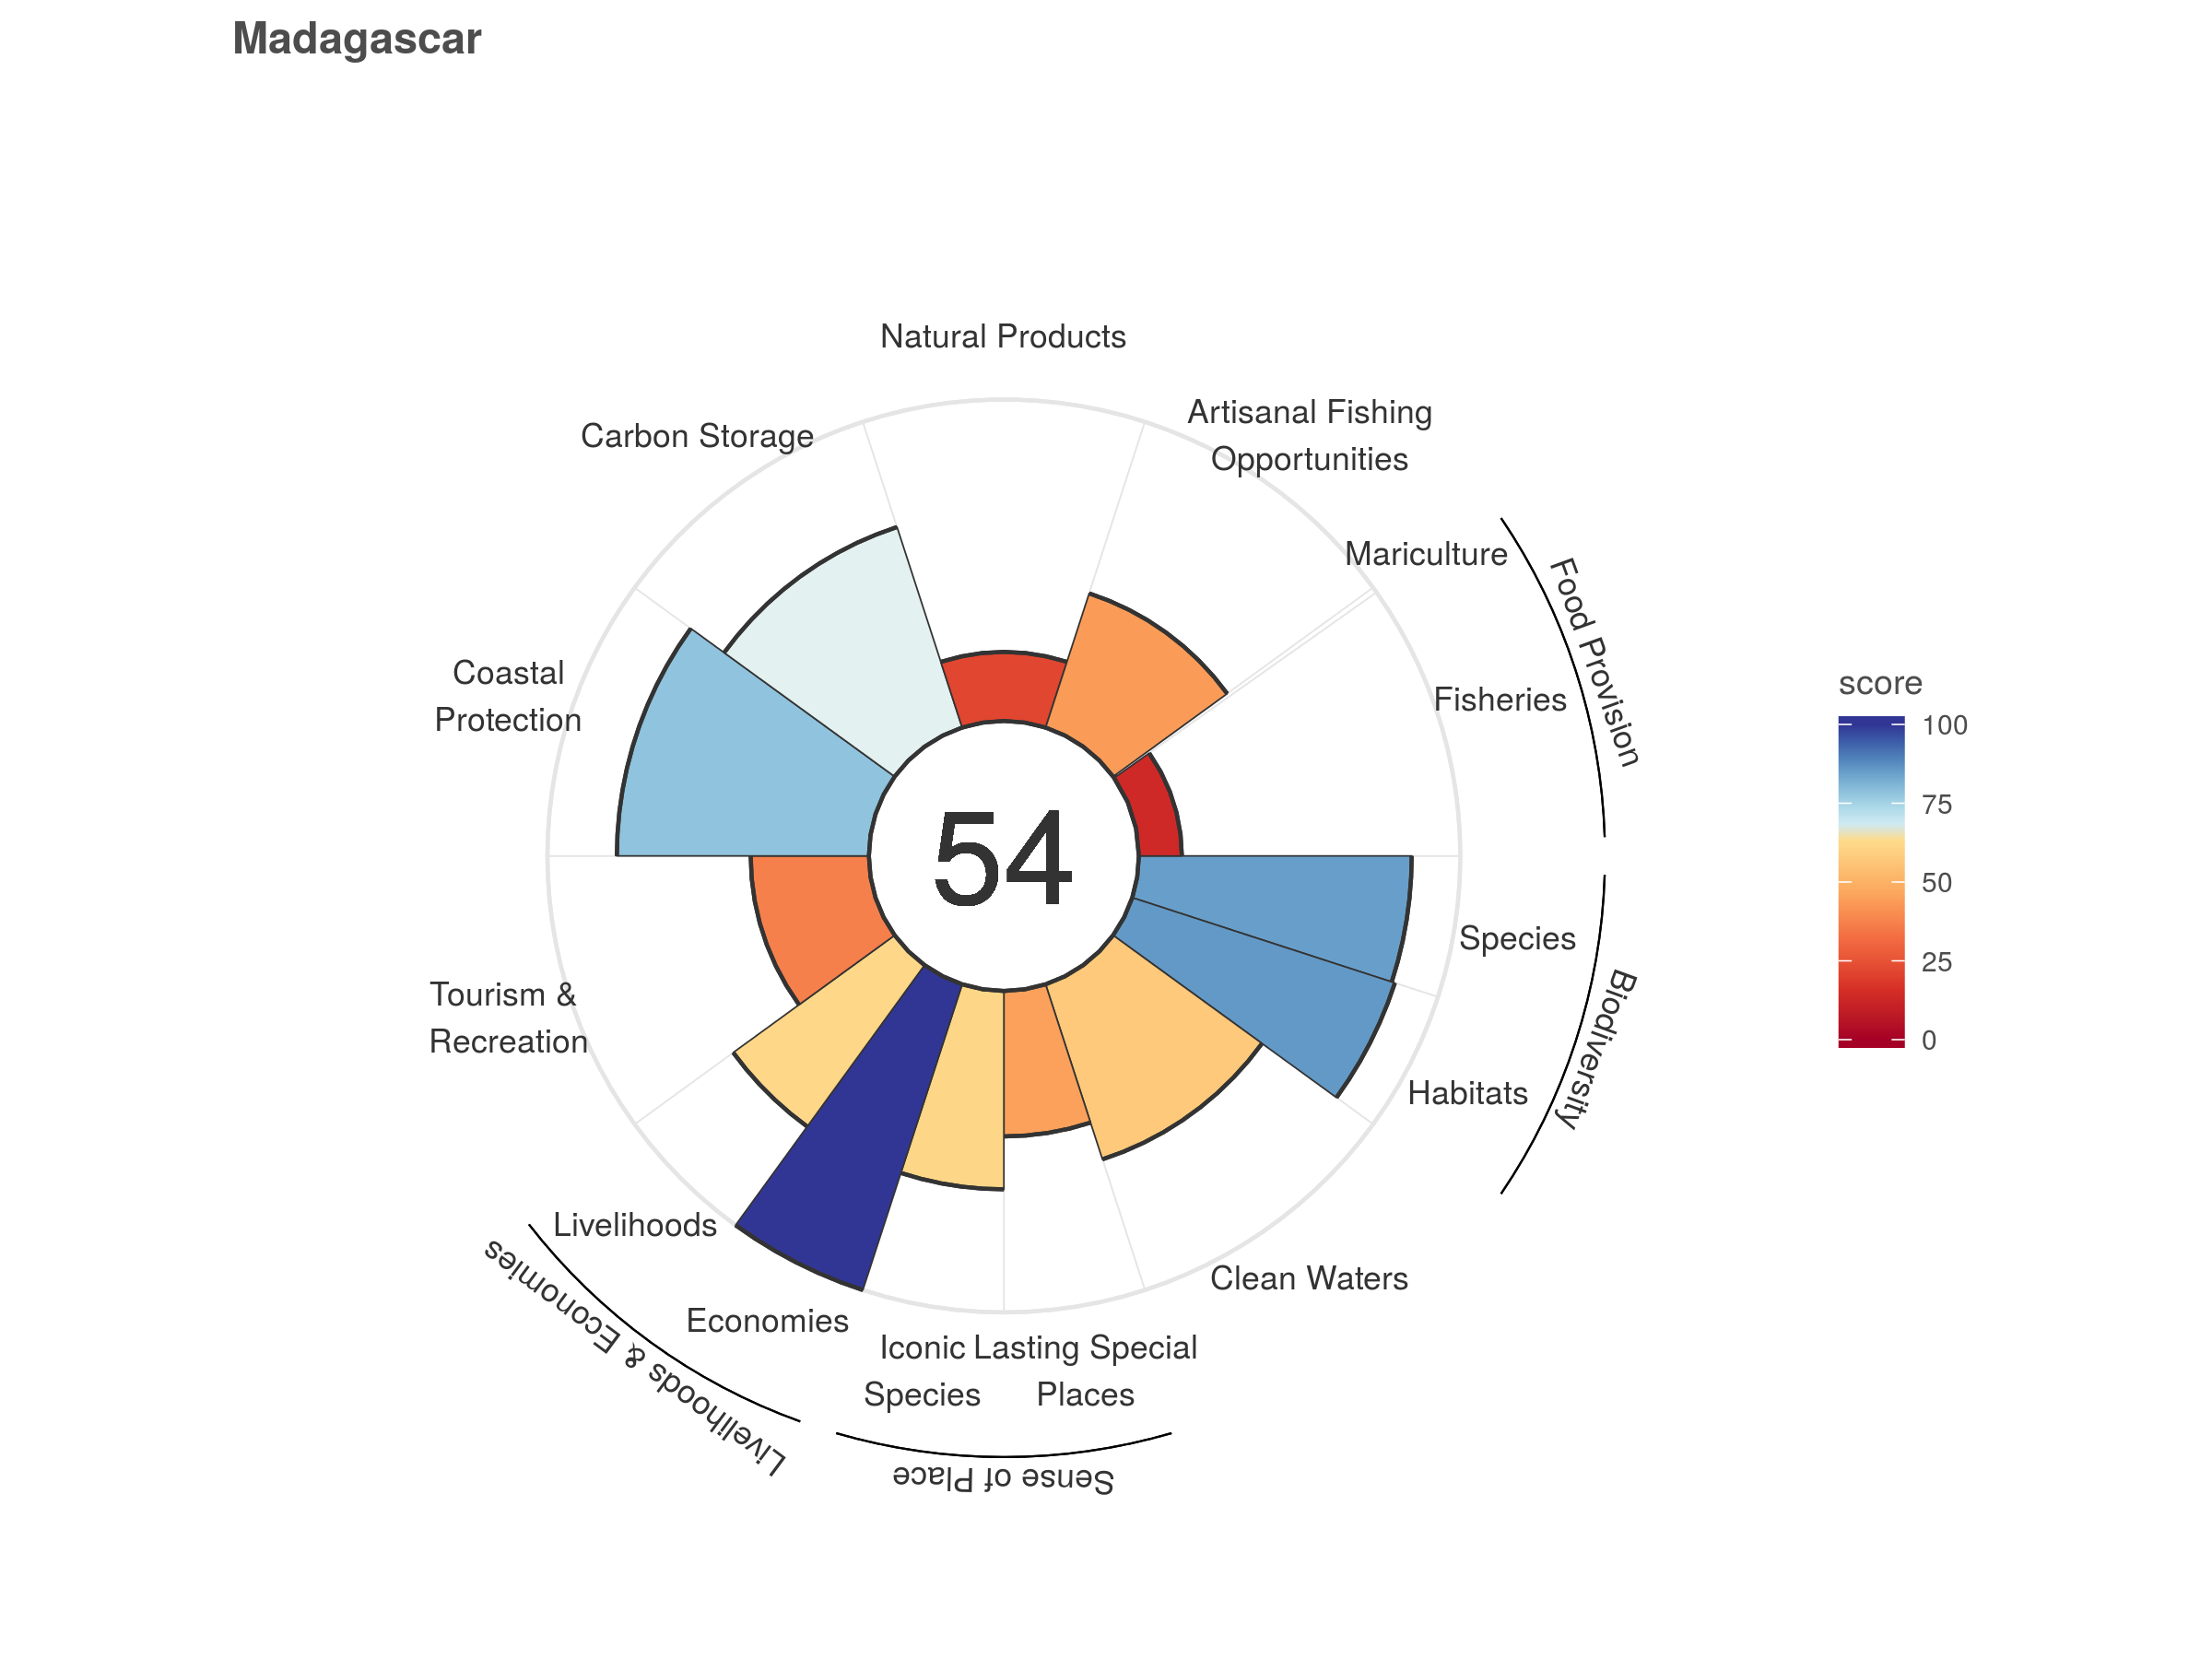 Madagascar
Natural Products
Artisanal Fishing
Opportunities
Carbon Storage
Mariculture
Food Provision
Fisheries
Coastal
Protection
score
100
75
50
25
0
54
Species
Biodiversity
Habitats
Tourism &
Recreation
Livelihoods
Economies
Livelihoods & Economies
Clean Waters
Iconic
Species
Lasting Special
Places
Sense of Place